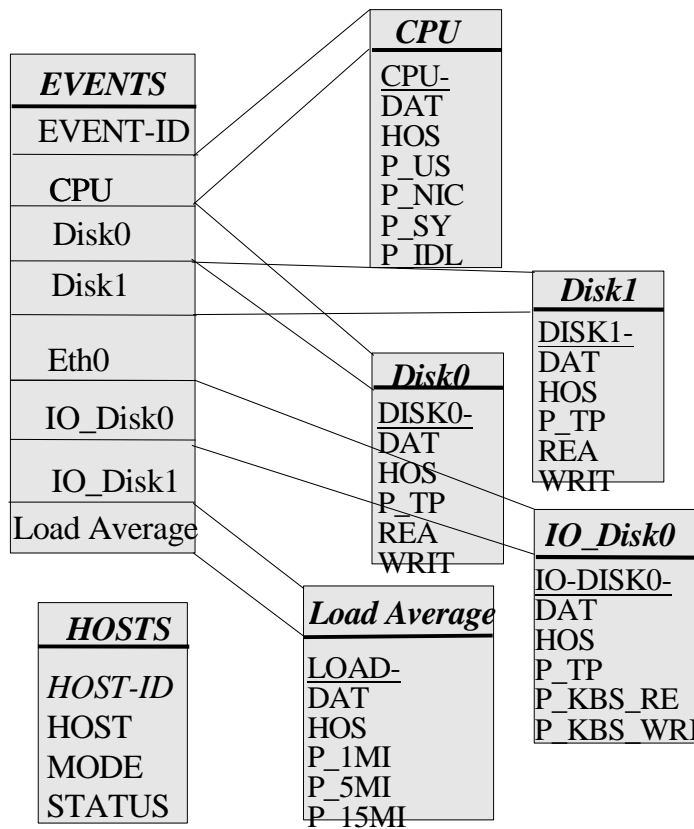 EVENTS
EVENT-ID
CPU
Disk0
Disk1
Eth0
IO_Disk0
IO_Disk1
Load Average
HOSTS
HOST-ID
HOST
MODE
STATUS
CPU
CPU-
DAT
HOS
P_US
P_NIC
P_SY
P_IDL
Disk0
DISK0-
DAT
HOS
P_TP
REA
WRIT
Load Average
LOAD-
DAT
HOS
P_1MI
P_5MI
P_15MI
Disk1
DISK1-
DAT
HOS
P_TP
REA
WRIT
IO_Disk0
IO-DISK0-
DAT
HOS
P_TP
P_KBS_RE
P_KBS_WRI